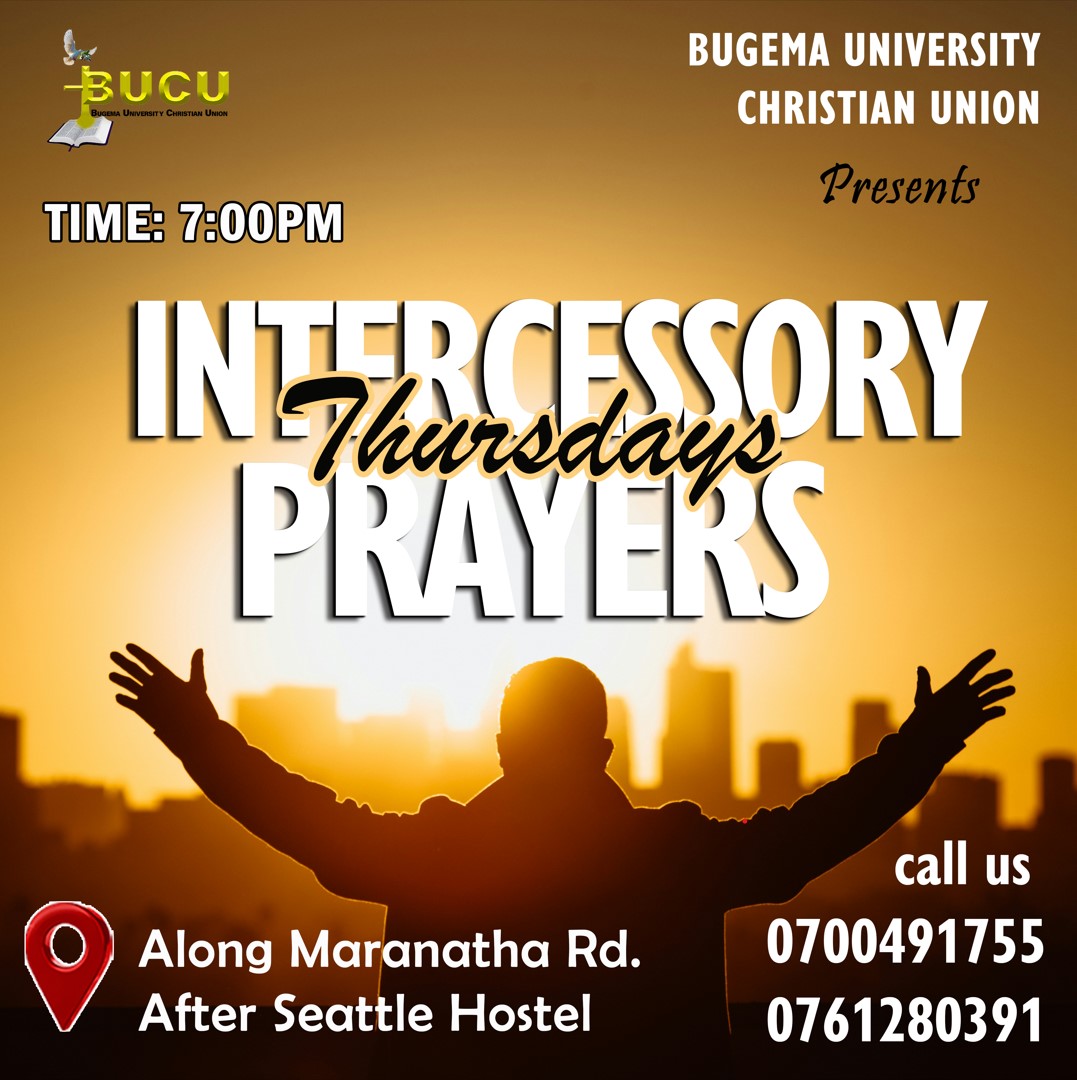 BUCU
BUGEMA UNIVERSITY CHRISTIAN UNION
BUGEMA UNIVERSITY
CHRISTIAN UNION
Presents
TIME: 7:00PM
INTERCESSORY
Thursdays
PRAYERS
call us
0700491755
0761280391
Along Maranatha Rd.
After Seattle Hostel